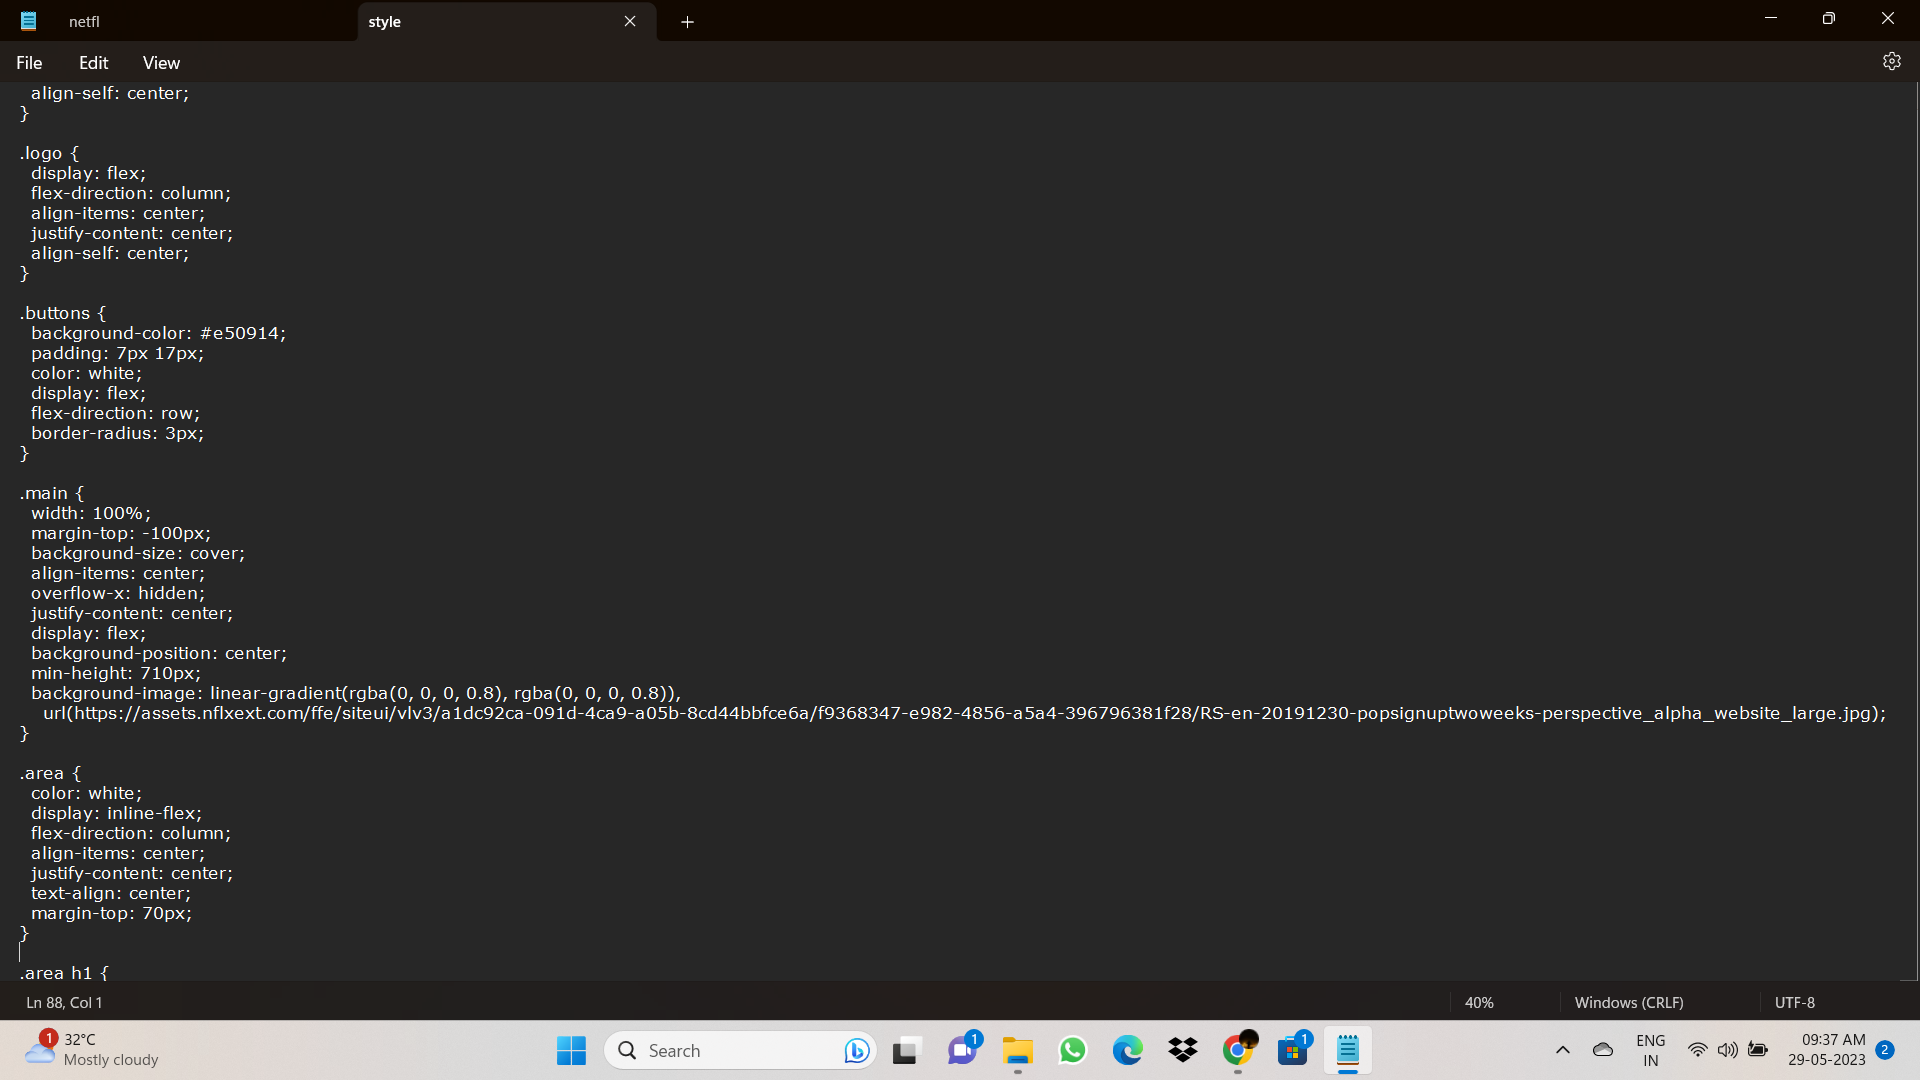 netfl
style
File Edit View
align-self: center;
}
.logo {
display: flex;
flex-direction: column;
align-items: center;
justify-content: center;
align-self: center;
}
.buttons {
background-color: #e50914;
padding: 7px 17px;
color: white;
display: flex;
flex-direction: row;
border-radius: 3px;
}
.main {
width: 100%;
margin-top: -100px;
background-size: cover;
align-items: center;
overflow-x: hidden;
justify-content: center;
display: flex;
background-position: center;
min-height: 710px;
background-image: linear-gradient(rgba(0, 0, 0, 0.8), rgba(0, 0, 0, 0.8)),
url(https://assets.nflxext.com/ffe/siteui/vlv3/a1dc92ca-091d-4ca9-a05b-8cd44bbfce6a/f9368347-e982-4856-a5a4-396796381f28/RS-en-20191230-popsignuptwoweeks-perspective_alpha_website_large.jpg);
}
.area {
color: white;
display: inline-flex;
flex-direction: column;
align-items: center;
justify-content: center;
text-align: center;
margin-top: 70px;
}
.area h1 {
Ln 88, Col 1
40%
Windows (CRLF)
UTF-8
1
32°C
Mostly cloudy
Search
1
1
ENG
IN
09:37 AM
29-05-2023
2